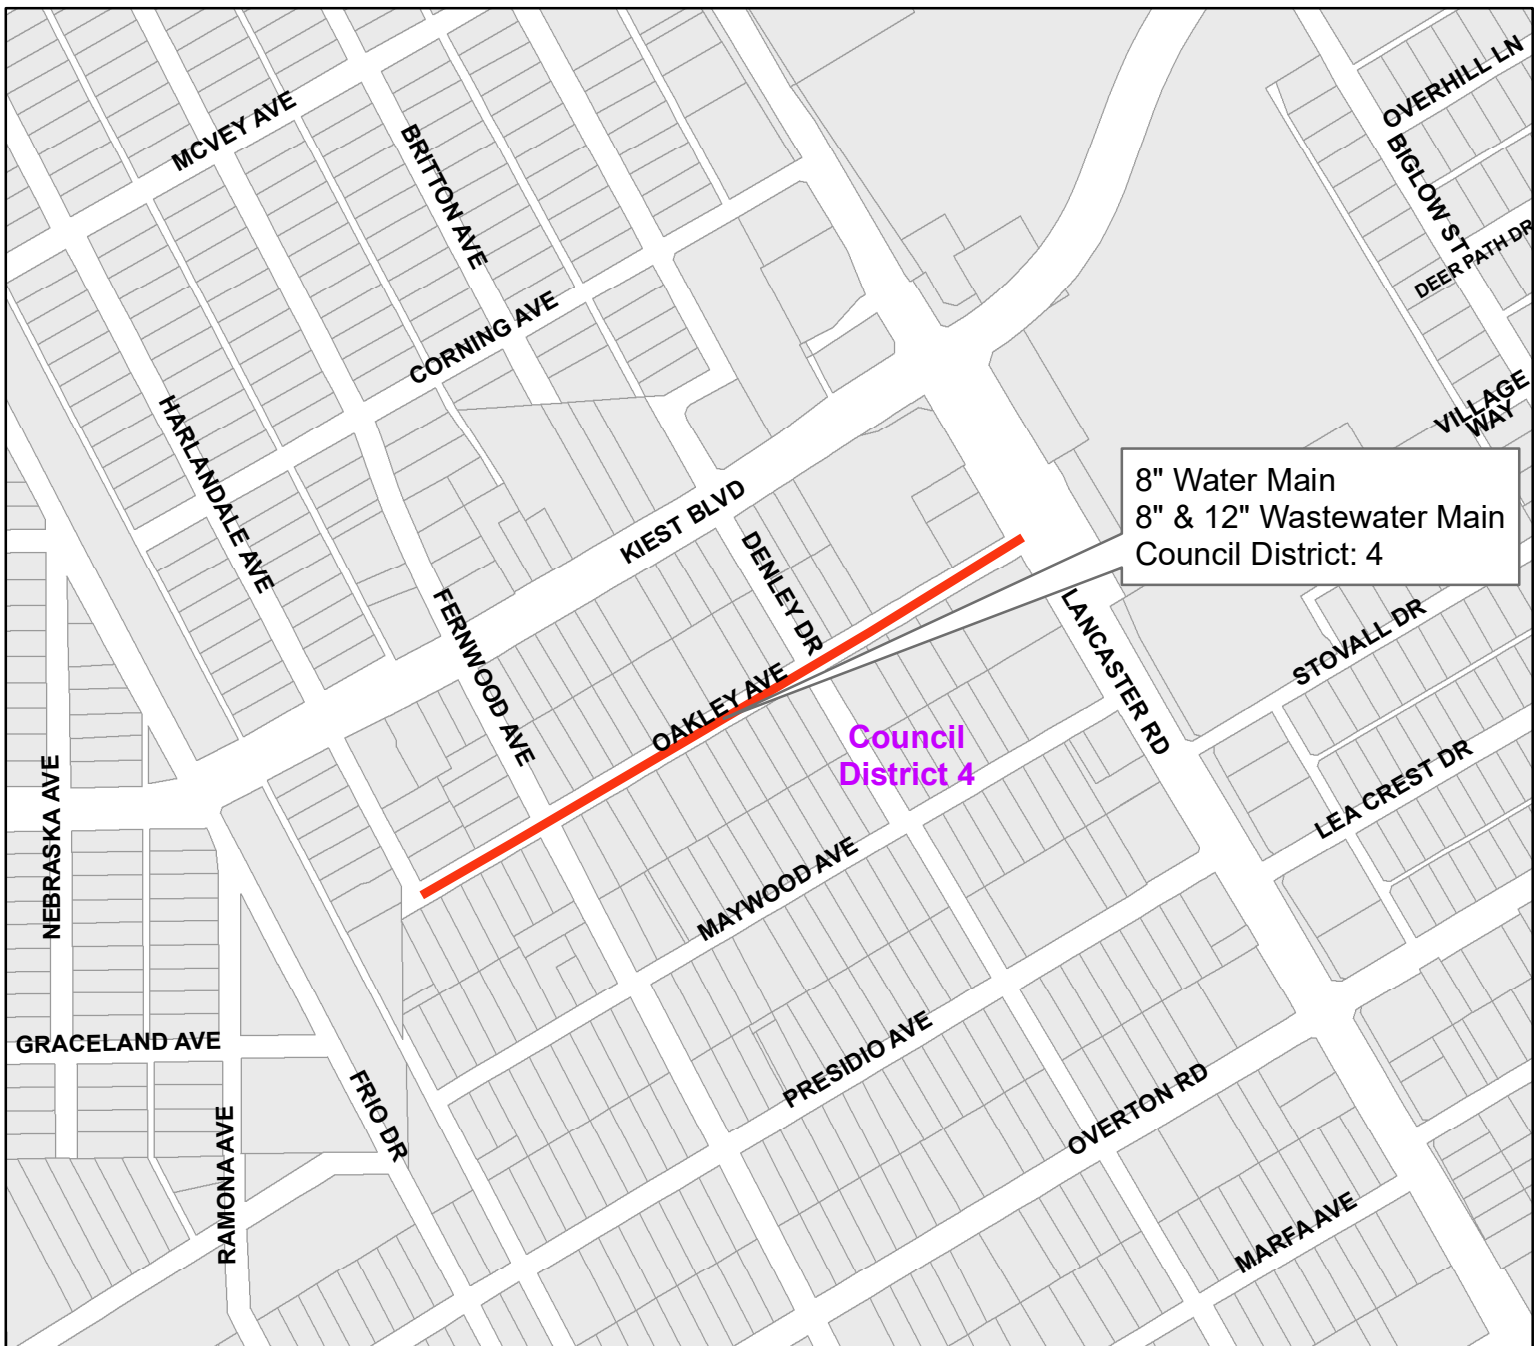 OVERHILL LN
MCVEY AVE
BRITTON AVE
BIGLOW ST
DEER PATH DR
CORNING AVE
VILLAGE
WAY
HARLANDALE AVE
8" Water Main
8" & 12" Wastewater Main
Council District: 4
KIEST BLVD
DENLEY DR
FERNWOOD AVE
LANCASTER RD
STOVALL DR
OAKLEY AVE
Council
District 4
LEA CREST DR
NEBRASKA AVE
MAYWOOD AVE
GRACELAND AVE
PRESIDIO AVE
FRIO DR
OVERTON RD
RAMONA AVE
MARFA AVE